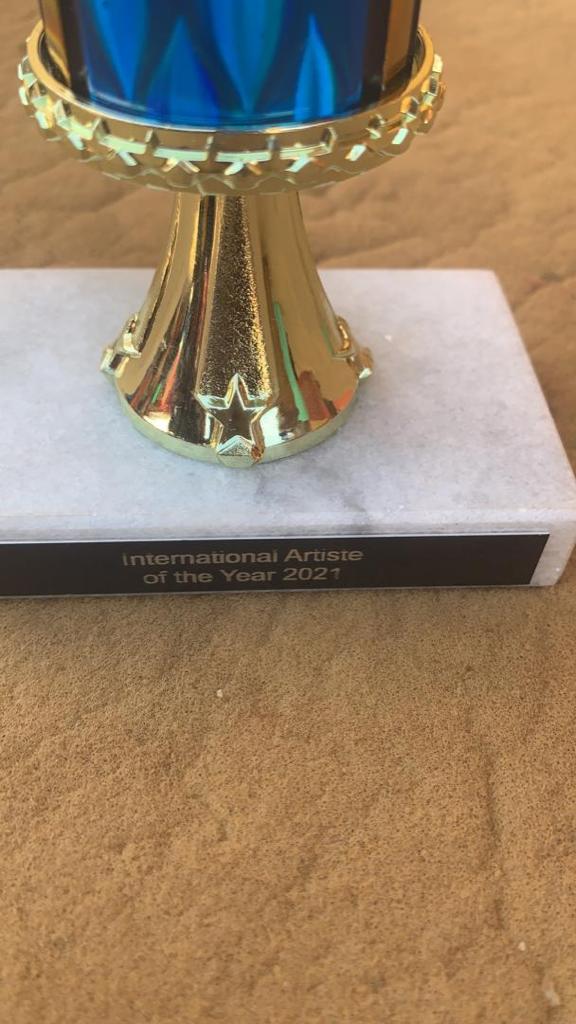 International Artiste
of the Year 2021